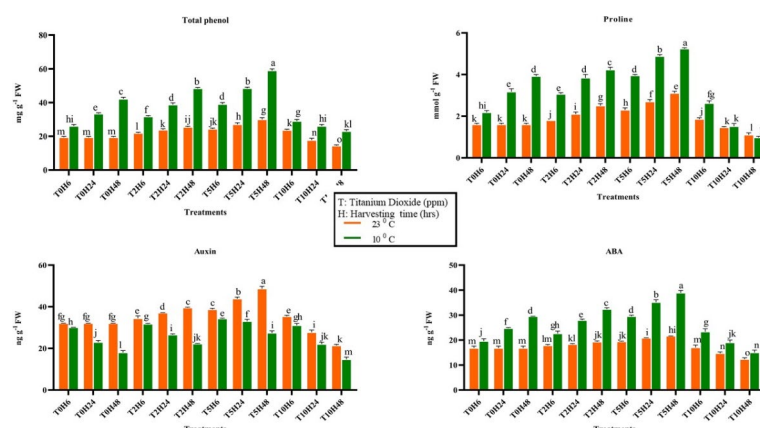 Total phenol
mg g⁻¹ FW
80
60
40
20
0
m hi m e m c l f k d ij b jk d h b g a g g n hi o kl
T0H6 T0H24 T0H48 T2H6 T2H24 T2H48 T5H6 T5H24 T5H48 T10H6 T10H24
Treatments
Proline
mmol g⁻¹ FW
6
4
2
0
k hi k e k d j f i d g c h d g b f a j fg k k l
T0H6 T0H24 T0H48 T2H6 T2H24 T2H48 T5H6 T5H24 T5H48 T10H6 T10H24 T10H48
Treatments
T: Titanium Dioxide (ppm)
H: Harvesting time (hrs)
23 ⁰ C
10 ⁰ C
Auxin
ng g⁻¹ FW
60
40
20
0
fg h fg j fg n e fg d i c jk c e b f a i e gh i jk k m
T0H6 T0H24 T0H48 T2H6 T2H24 T2H48 T5H6 T5H24 T5H48 T10H6 T10H24 T10H48
Treatments
ABA
ng g⁻¹ FW
50
40
30
20
10
0
m j m f m e lm gh kl d jk c k e i b hi a m g n jk o n
T0H6 T0H24 T0H48 T2H6 T2H24 T2H48 T5H6 T5H24 T5H48 T10H6 T10H24 T10H48
Treatments